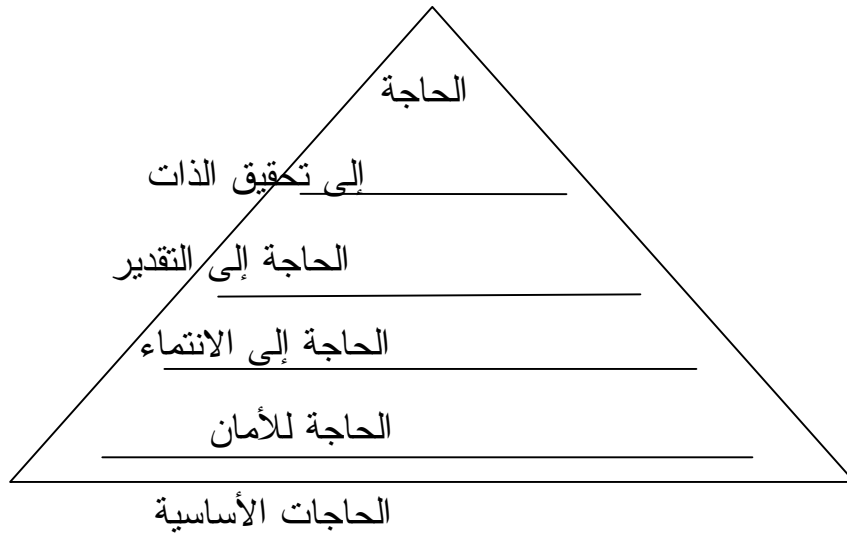 الحاجة
إلى تحقيق الذات
الحاجة إلى التقدير
الحاجة إلى الانتماء
الحاجة للأمان
الحاجات الأساسية